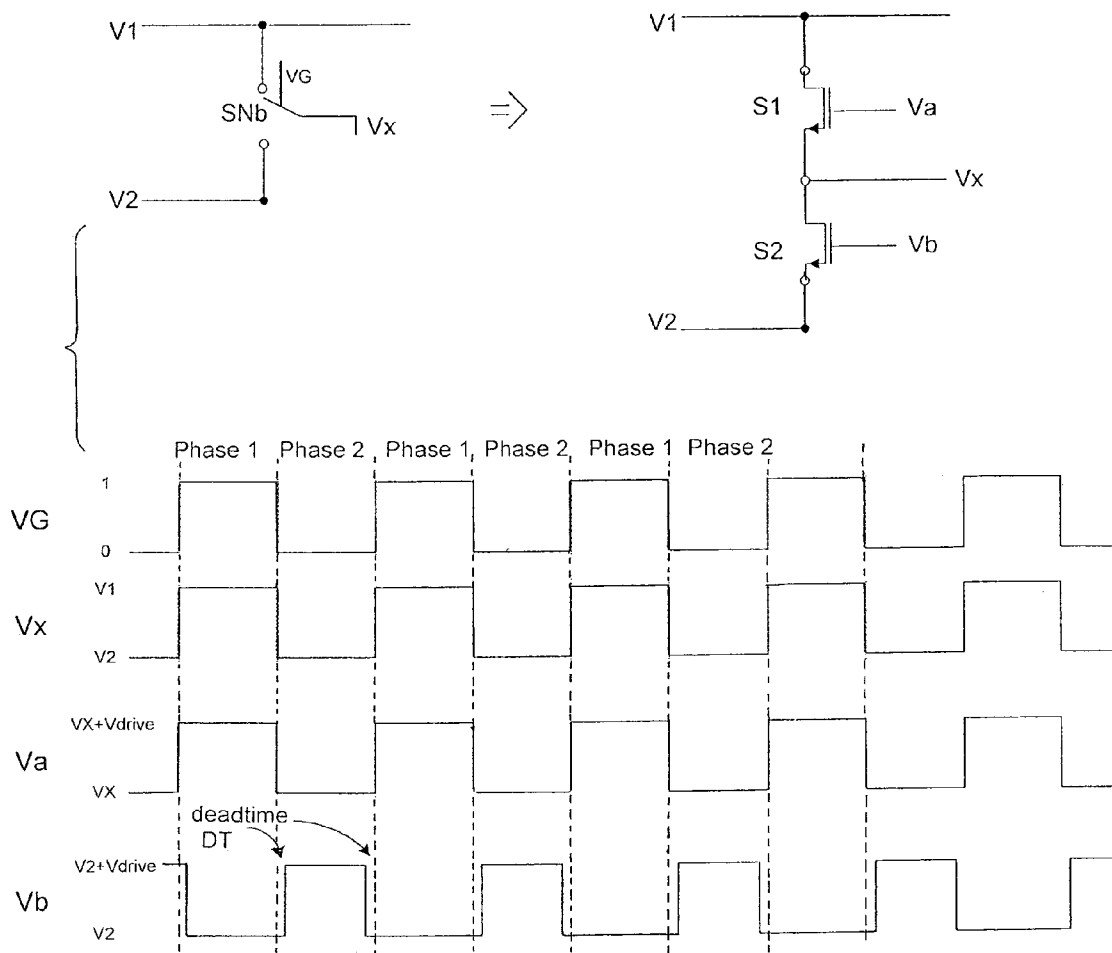 V1
VG
SNb
Vx
V2
⇒
V1
S1
Va
Vx
S2
Vb
V2
Phase 1 Phase 2 Phase 1 Phase 2 Phase 1 Phase 2
VG
1
0
Vx
V1
V2
Va
VX+Vdrive
VX
deadtime
DT
Vb
V2+Vdrive
V2